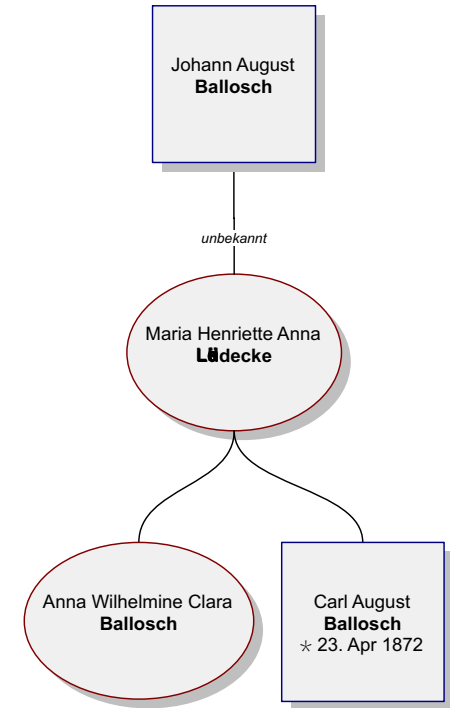 Johann August
Ballosch
unbekannt
Maria Henriette Anna
Anna Wilhelmine Clara
Ballosch
Carl August
Ballosch
* 23. Apr 1872